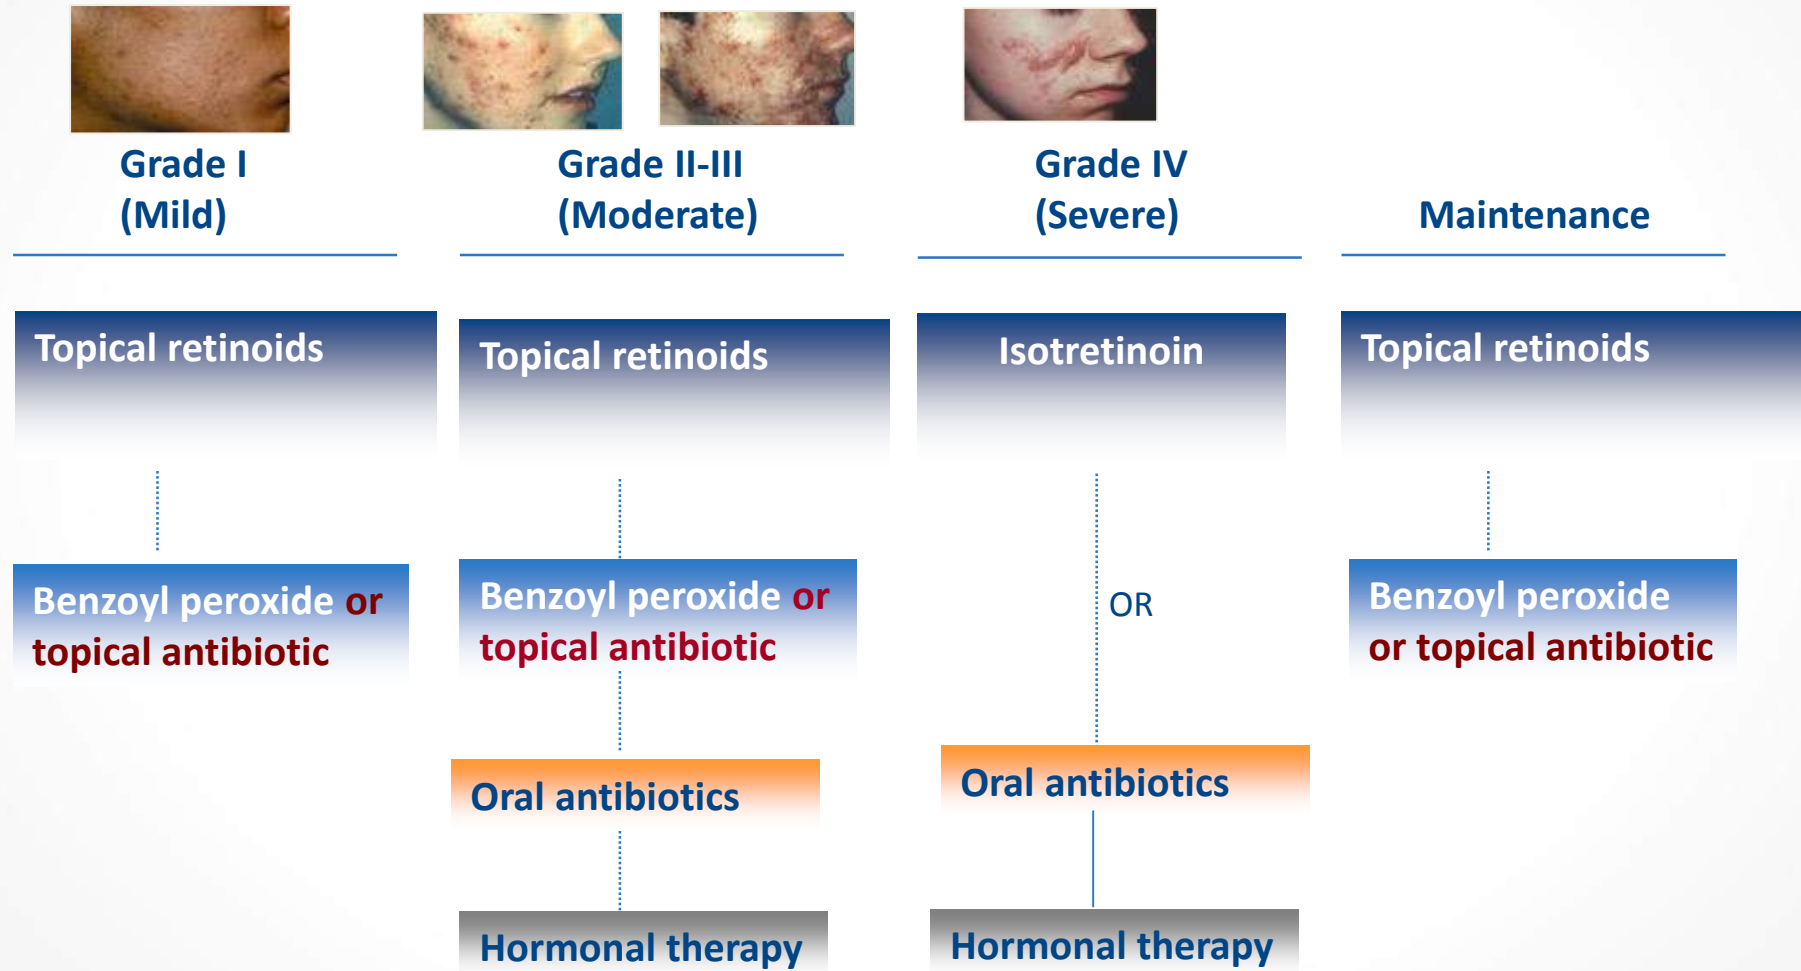 Grade I
(Mild)
Topical retinoids
Benzoyl peroxide or
topical antibiotic
Grade II-III
(Moderate)
Topical retinoids
Benzoyl peroxide or
topical antibiotic
Oral antibiotics
Hormonal therapy
Grade IV
(Severe)
Isotretinoin
OR
Oral antibiotics
Hormonal therapy
Maintenance
Topical retinoids
Benzoyl peroxide
or topical antibiotic